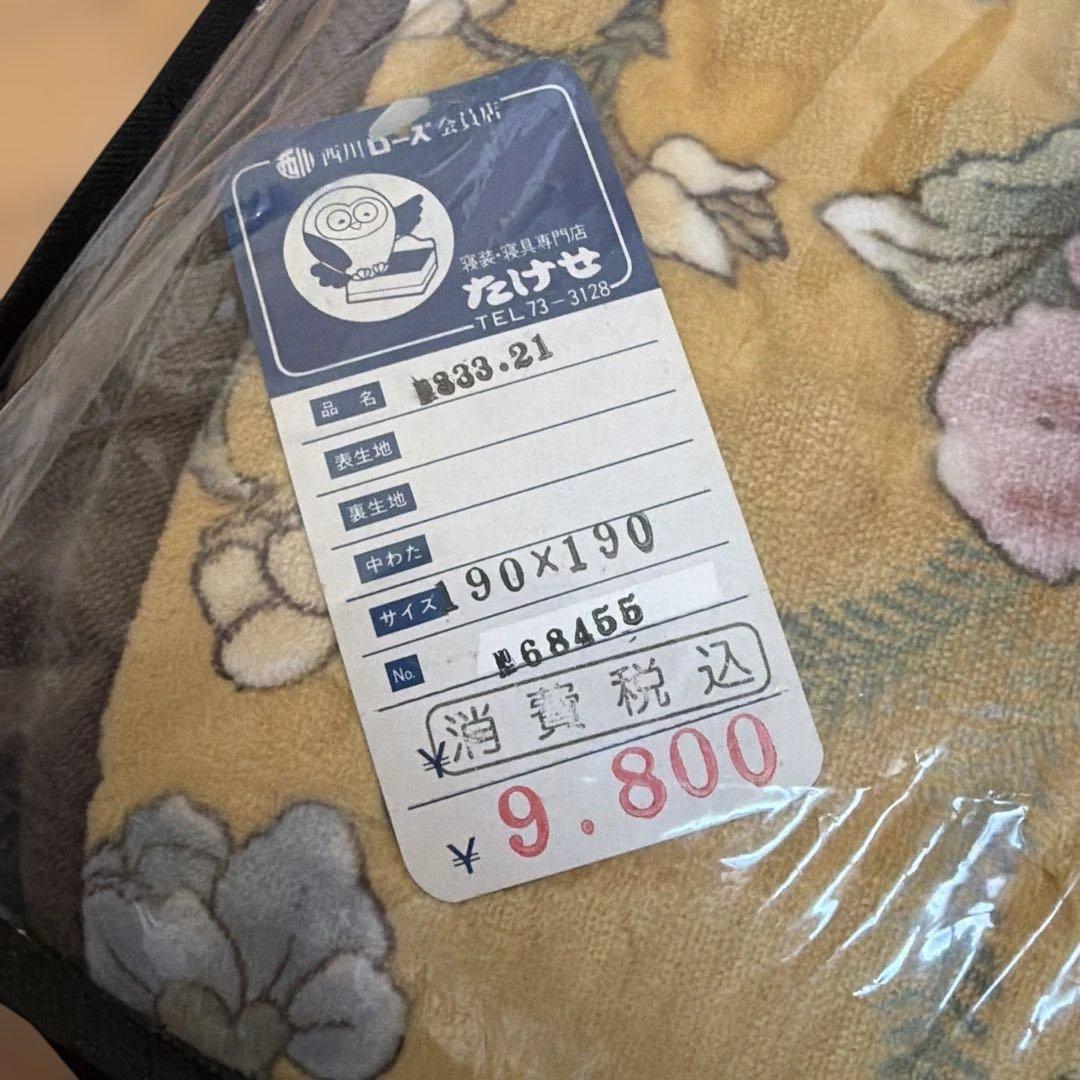 西川 ローズ 会員店
寝装・寝具専門店
たけせ
TEL 73-3128
品名 №833.21
表生地
裏生地
中わた
サイズ 190×190
No. №68455
¥ 消費税込
¥ 9.800